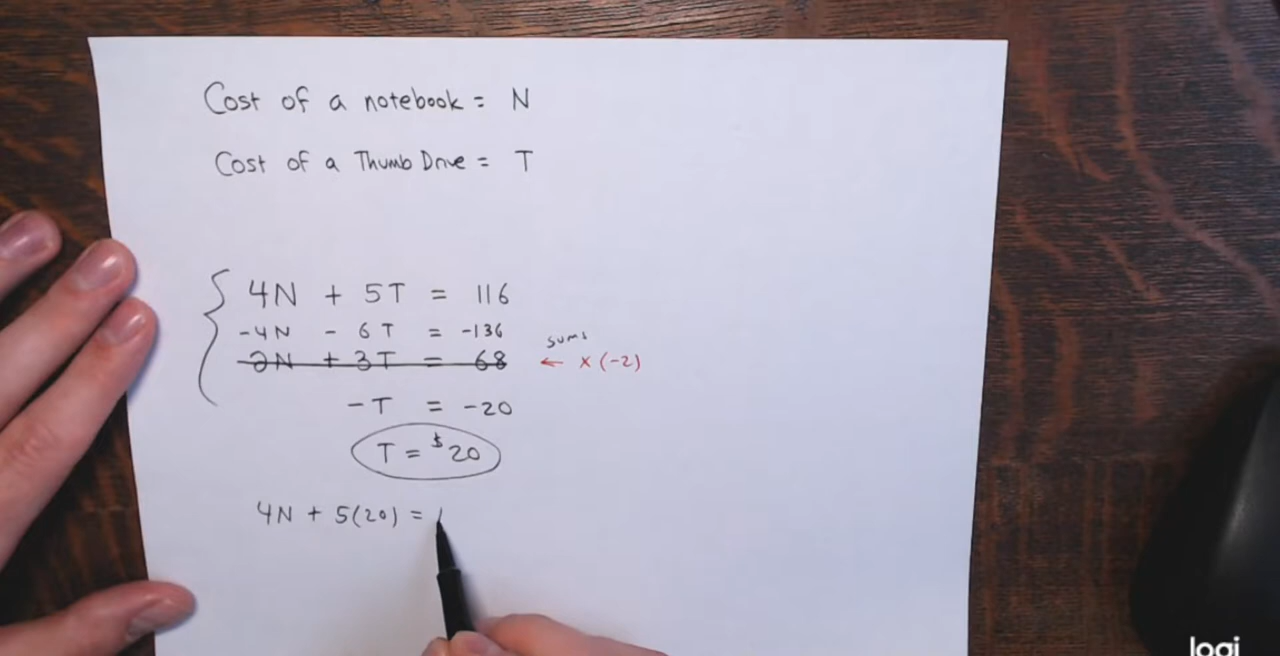 Cost of a notebook = N
Cost of a Thumb Drive = T
4N + 5T = 116
-4N - 6T = -136
2N + 3T = 68 ← x (-2)
-T = -20
T = $20
4N + 5(20) = 1
logi